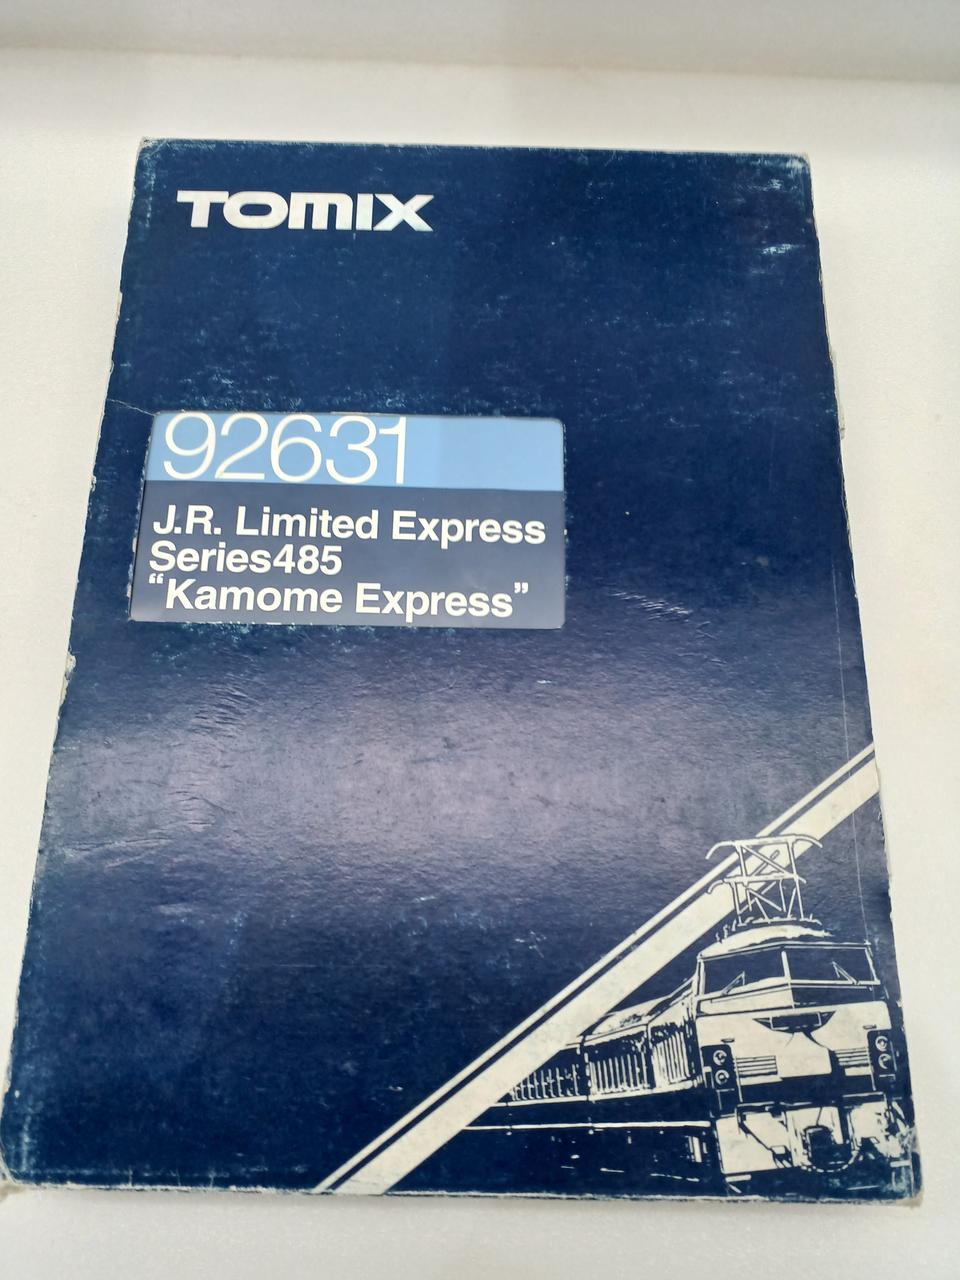 TOMIX
92631
J.R. Limited Express
Series485
“Kamome Express”